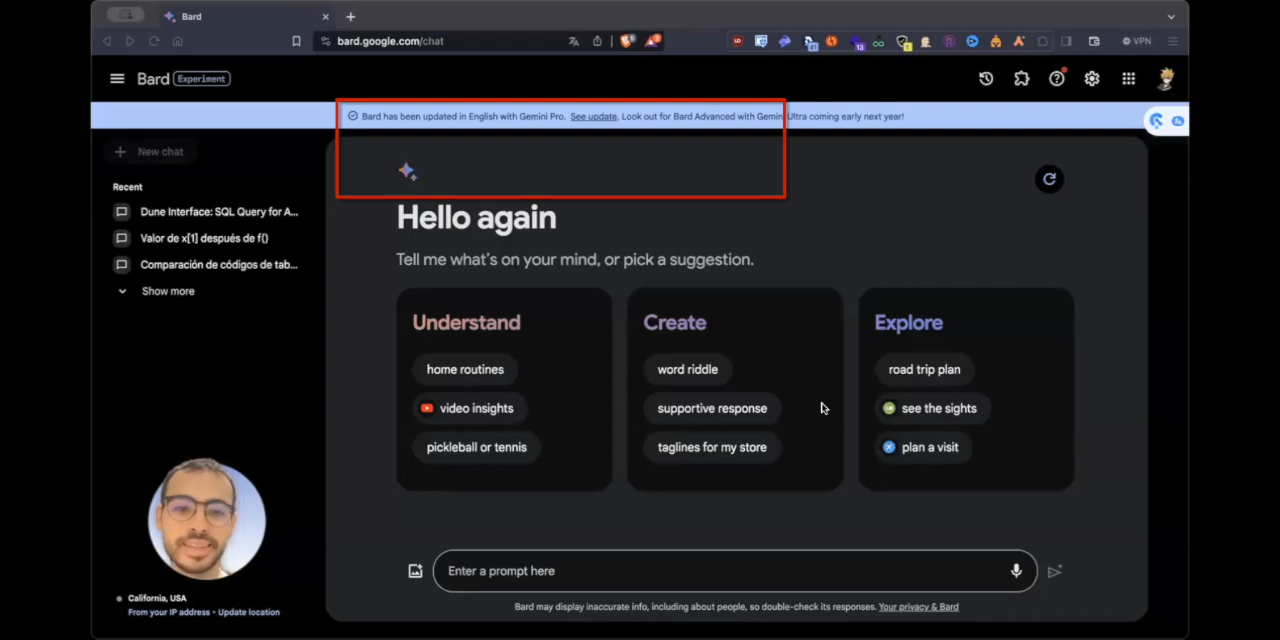 Bard
bard.google.com/chat
VPN
Bard Experiment
Bard has been updated in English with Gemini Pro. See update. Look out for Bard Advanced with Gemini Ultra coming early next year!
New chat
Recent
Dune Interface: SQL Query for A...
Valor de x[1] después de f()
Comparación de códigos de tab...
Show more
Hello again
Tell me what's on your mind, or pick a suggestion.
Understand
home routines
video insights
pickleball or tennis
Create
word riddle
supportive response
taglines for my store
Explore
road trip plan
see the sights
plan a visit
Enter a prompt here
California, USA
From your IP address • Update location
Bard may display inaccurate info, including about people, so double-check its responses. Your privacy & Bard